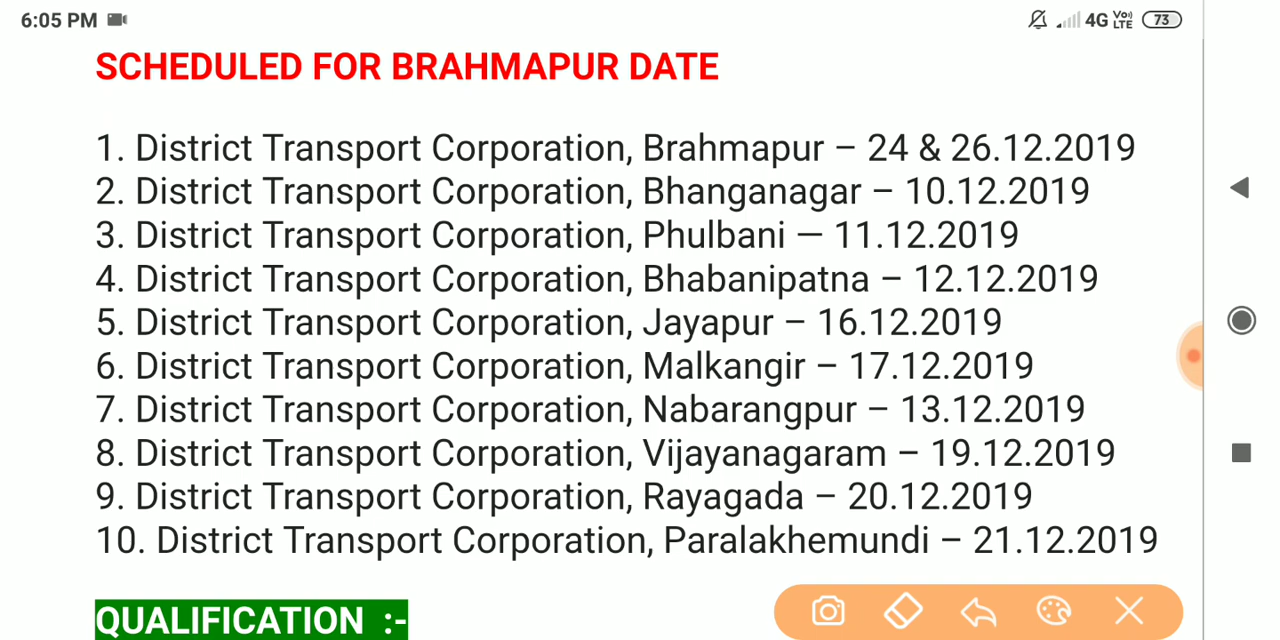 6:05 PM 4G Vo) LTE 73
SCHEDULED FOR BRAHMAPUR DATE
1. District Transport Corporation, Brahmapur – 24 & 26.12.2019
2. District Transport Corporation, Bhanganagar – 10.12.2019
3. District Transport Corporation, Phulbani — 11.12.2019
4. District Transport Corporation, Bhabanipatna – 12.12.2019
5. District Transport Corporation, Jayapur – 16.12.2019
6. District Transport Corporation, Malkangir – 17.12.2019
7. District Transport Corporation, Nabarangpur – 13.12.2019
8. District Transport Corporation, Vijayanagaram – 19.12.2019
9. District Transport Corporation, Rayagada – 20.12.2019
10. District Transport Corporation, Paralakhemundi – 21.12.2019
QUALIFICATION :-